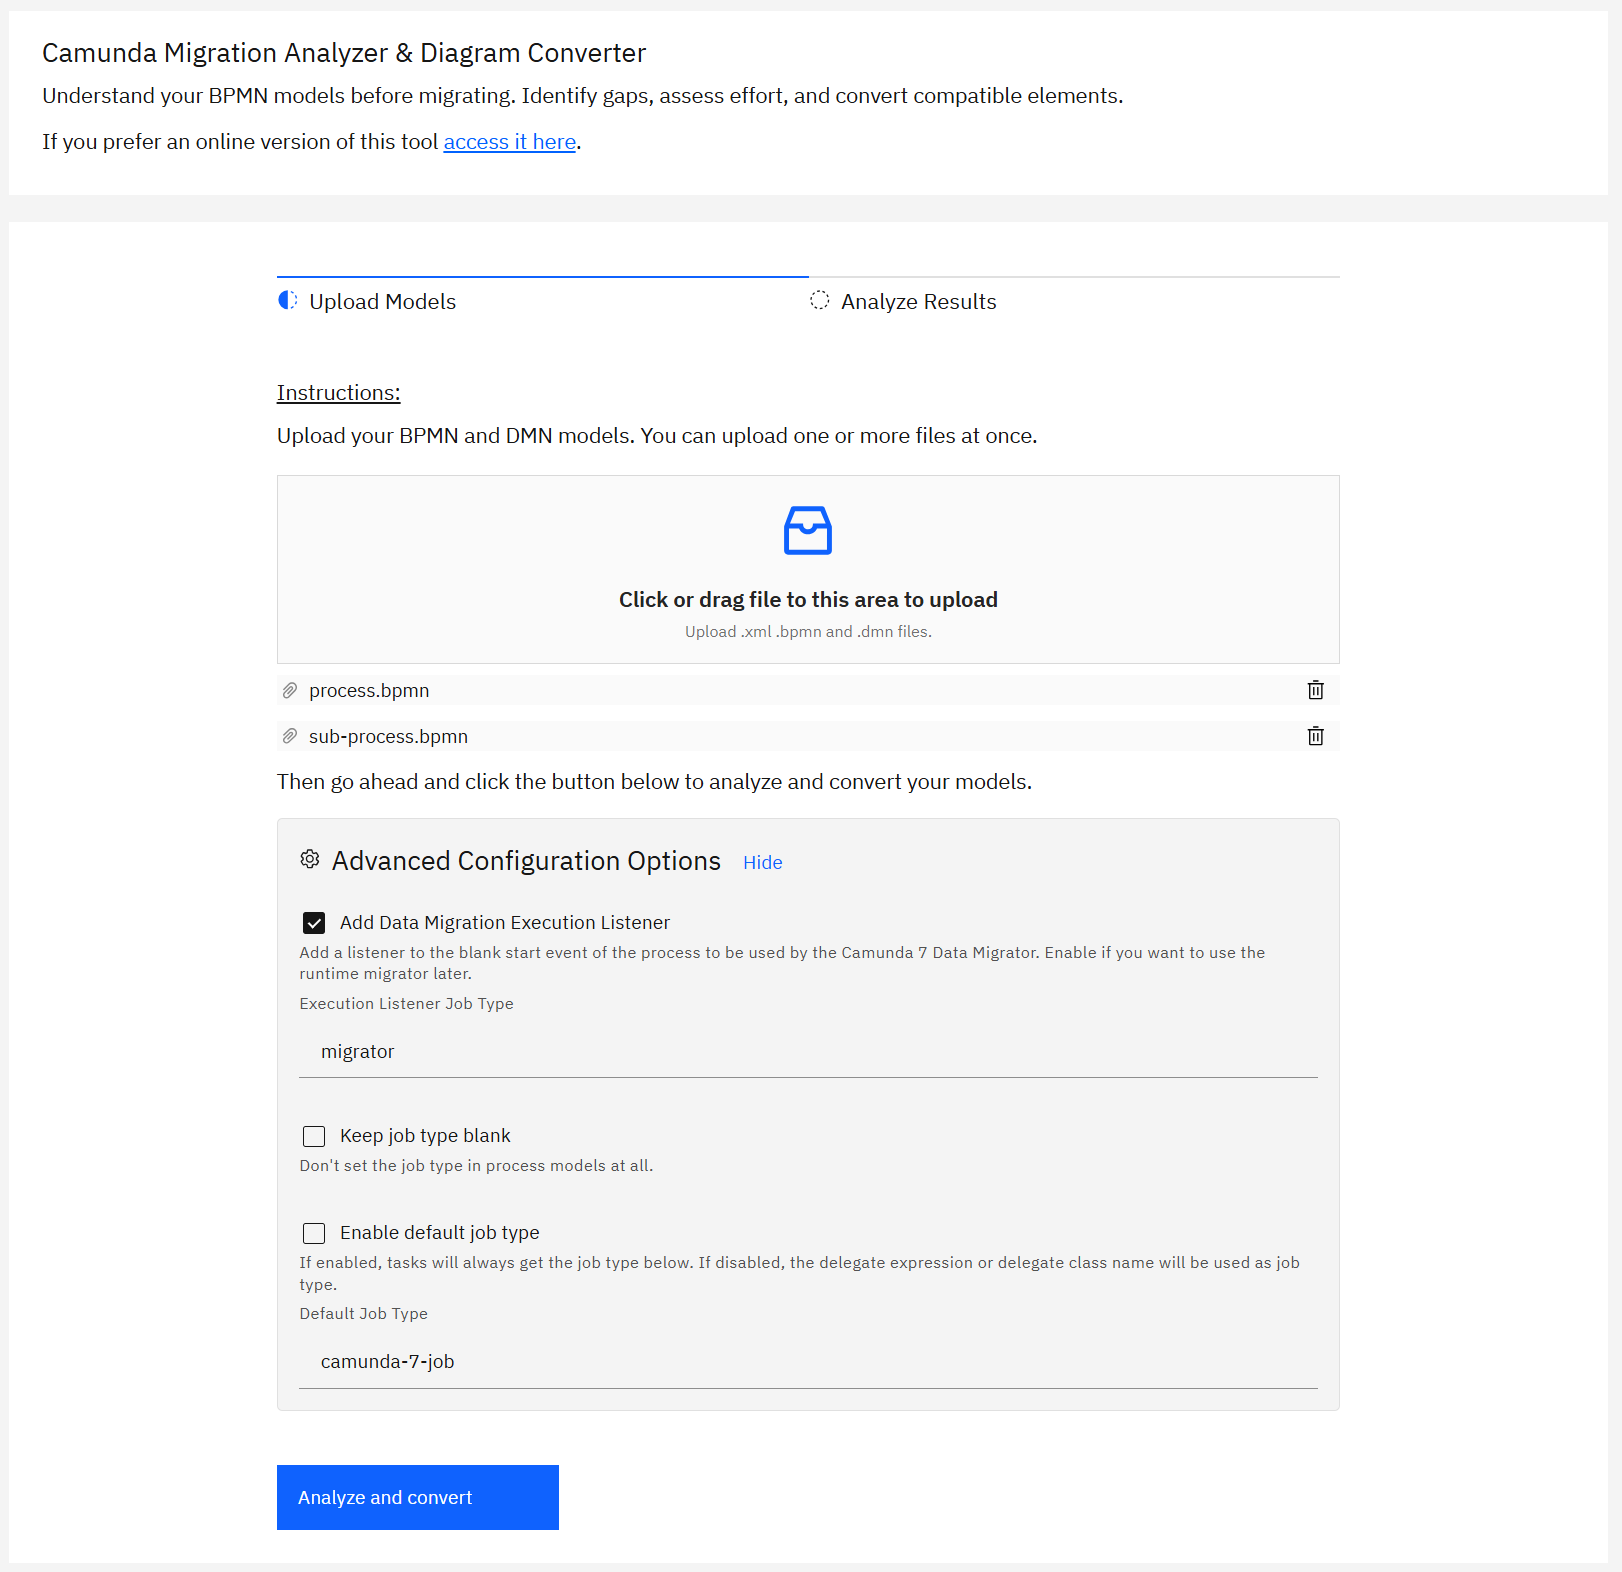 Camunda Migration Analyzer & Diagram Converter
Understand your BPMN models before migrating. Identify gaps, assess effort, and convert compatible elements.
If you prefer an online version of this tool access it here.
Upload Models
Analyze Results
Instructions:
Upload your BPMN and DMN models. You can upload one or more files at once.
Click or drag file to this area to upload
Upload .xml .bpmn and .dmn files.
process.bpmn
sub-process.bpmn
Then go ahead and click the button below to analyze and convert your models.
Advanced Configuration Options Hide
Add Data Migration Execution Listener
Add a listener to the blank start event of the process to be used by the Camunda 7 Data Migrator. Enable if you want to use the
runtime migrator later.
Execution Listener Job Type
migrator
Keep job type blank
Don't set the job type in process models at all.
Enable default job type
If enabled, tasks will always get the job type below. If disabled, the delegate expression or delegate class name will be used as job
type.
Default Job Type
camunda-7-job
Analyze and convert